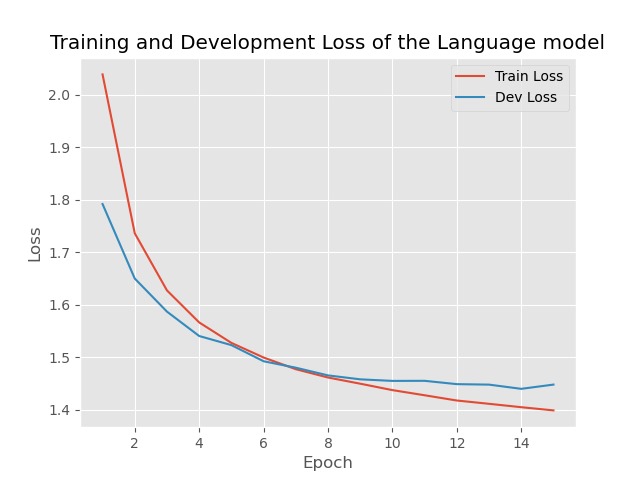 Training and Development Loss of the Language model
Train Loss
Dev Loss
2.0
1.9
1.8
1.7
1.6
1.5
1.4
Loss
2 4 6 8 10 12 14
Epoch